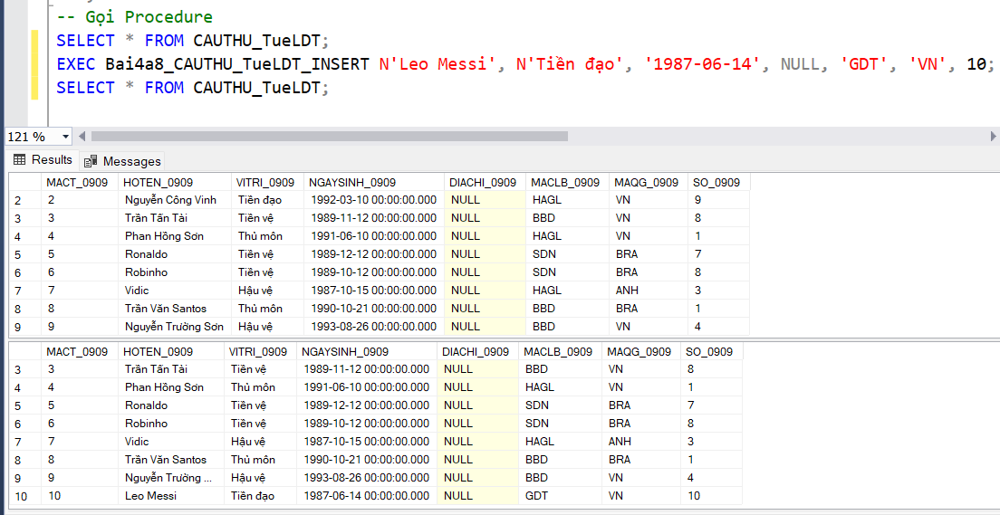 -- Gọi Procedure
SELECT * FROM CAUTHU_TueLDT;
EXEC Bai4a8_CAUTHU_TueLDT_INSERT N'Leo Messi', N'Tiền đạo', '1987-06-14', NULL, 'GDT', 'VN', 10;
SELECT * FROM CAUTHU_TueLDT;
121 %
Results Messages
MACT_0909 HOTEN_0909 VITRI_0909 NGAYSINH_0909 DIACHI_0909 MACLB_0909 MAQG_0909 SO_0909
2 2 Nguyễn Công Vinh Tiền đạo 1992-03-10 00:00:00.000 NULL HAGL VN 9
3 3 Trần Tấn Tài Tiền vệ 1989-11-12 00:00:00.000 NULL BBD VN 8
4 4 Phan Hồng Sơn Thủ môn 1991-06-10 00:00:00.000 NULL HAGL VN 1
5 5 Ronaldo Tiền vệ 1989-12-12 00:00:00.000 NULL SDN BRA 7
6 6 Robinho Tiền vệ 1989-10-12 00:00:00.000 NULL SDN BRA 8
7 7 Vidic Hậu vệ 1987-10-15 00:00:00.000 NULL HAGL ANH 3
8 8 Trần Văn Santos Thủ môn 1990-10-21 00:00:00.000 NULL BBD BRA 1
9 9 Nguyễn Trường Sơn Hậu vệ 1993-08-26 00:00:00.000 NULL BBD VN 4
MACT_0909 HOTEN_0909 VITRI_0909 NGAYSINH_0909 DIACHI_0909 MACLB_0909 MAQG_0909 SO_0909
3 3 Trần Tấn Tài Tiền vệ 1989-11-12 00:00:00.000 NULL BBD VN 8
4 4 Phan Hồng Sơn Thủ môn 1991-06-10 00:00:00.000 NULL HAGL VN 1
5 5 Ronaldo Tiền vệ 1989-12-12 00:00:00.000 NULL SDN BRA 7
6 6 Robinho Tiền vệ 1989-10-12 00:00:00.000 NULL SDN BRA 8
7 7 Vidic Hậu vệ 1987-10-15 00:00:00.000 NULL HAGL ANH 3
8 8 Trần Văn Santos Thủ môn 1990-10-21 00:00:00.000 NULL BBD BRA 1
9 9 Nguyễn Trường ... Hậu vệ 1993-08-26 00:00:00.000 NULL BBD VN 4
10 10 Leo Messi Tiền đạo 1987-06-14 00:00:00.000 NULL GDT VN 10